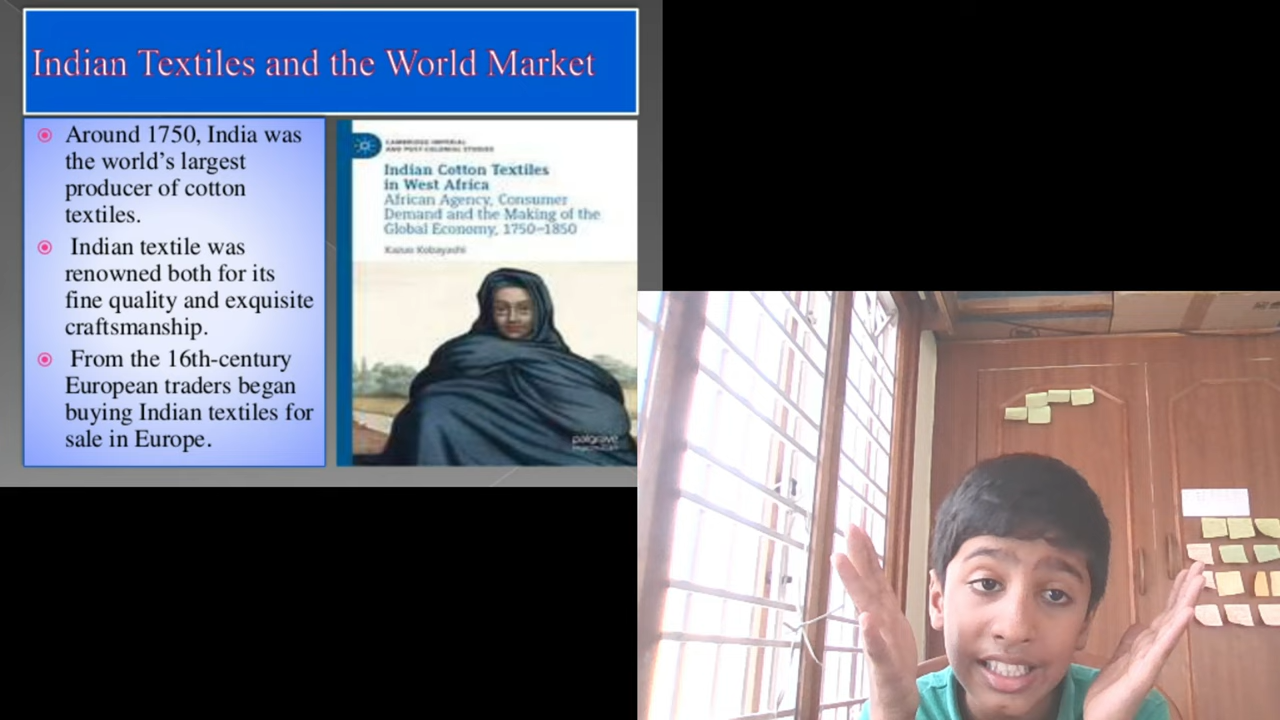 Indian Textiles and the World Market
Around 1750, India was
the world's largest
producer of cotton
textiles.
Indian textile was
renowned both for its
fine quality and exquisite
craftsmanship.
From the 16th-century
European traders began
buying Indian textiles for
sale in Europe.
CAMBRIDGE IMPERIAL
AND POST-COLONIAL STUDIES
Indian Cotton Textiles
in West Africa
African Agency, Consumer
Demand and the Making of the
Global Economy, 1750–1850
Kazuo Kobayashi
palgrave